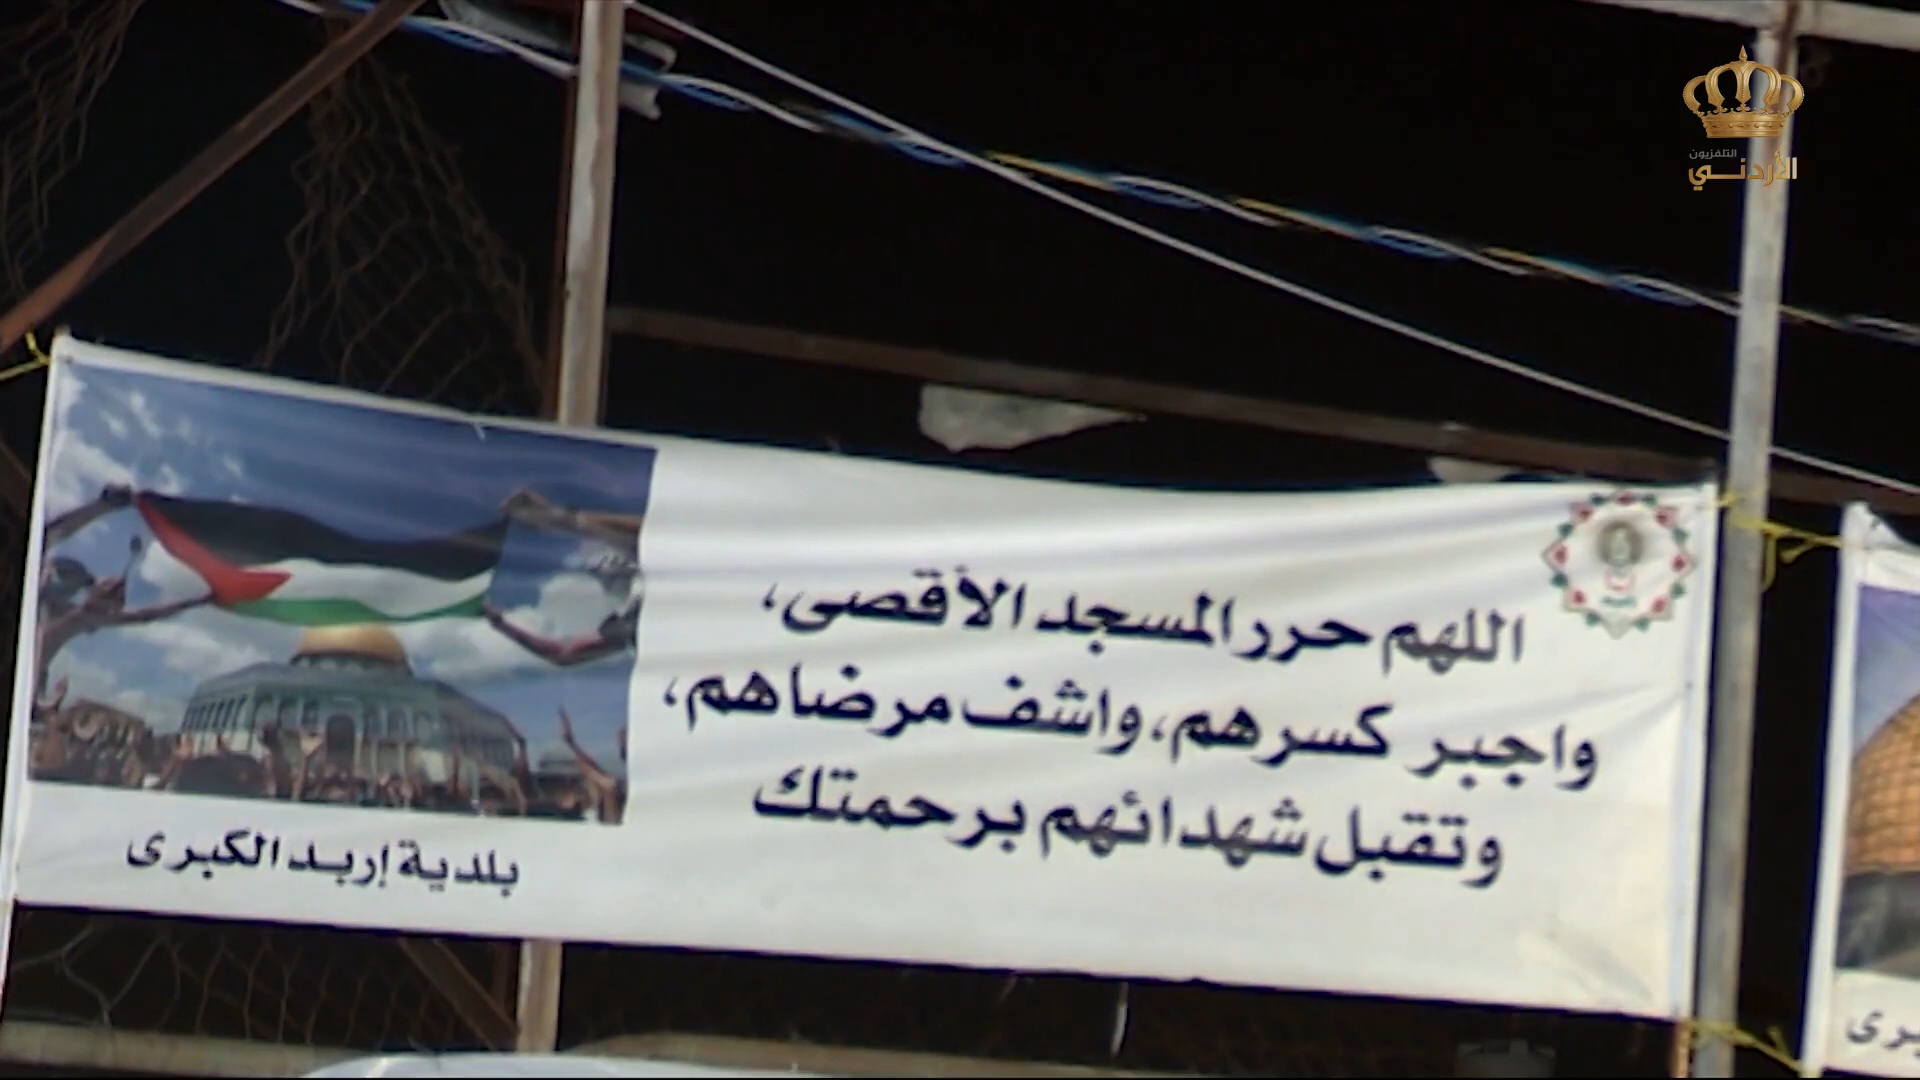 التلفزيون
الأردني
اللهم حرر المسجد الأقصى،
واجبر كسرهم، واشف مرضاهم،
وتقبل شهدائهم برحمتك
بلدية إربد الكبرى